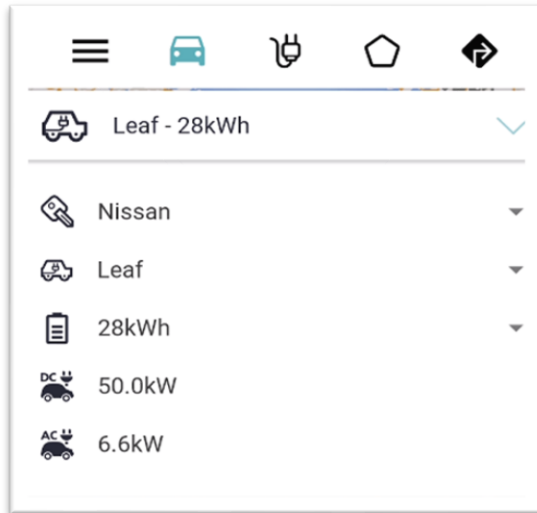 Leaf - 28kWh
Nissan
Leaf
28kWh
DC
50.0kW
AC
6.6kW